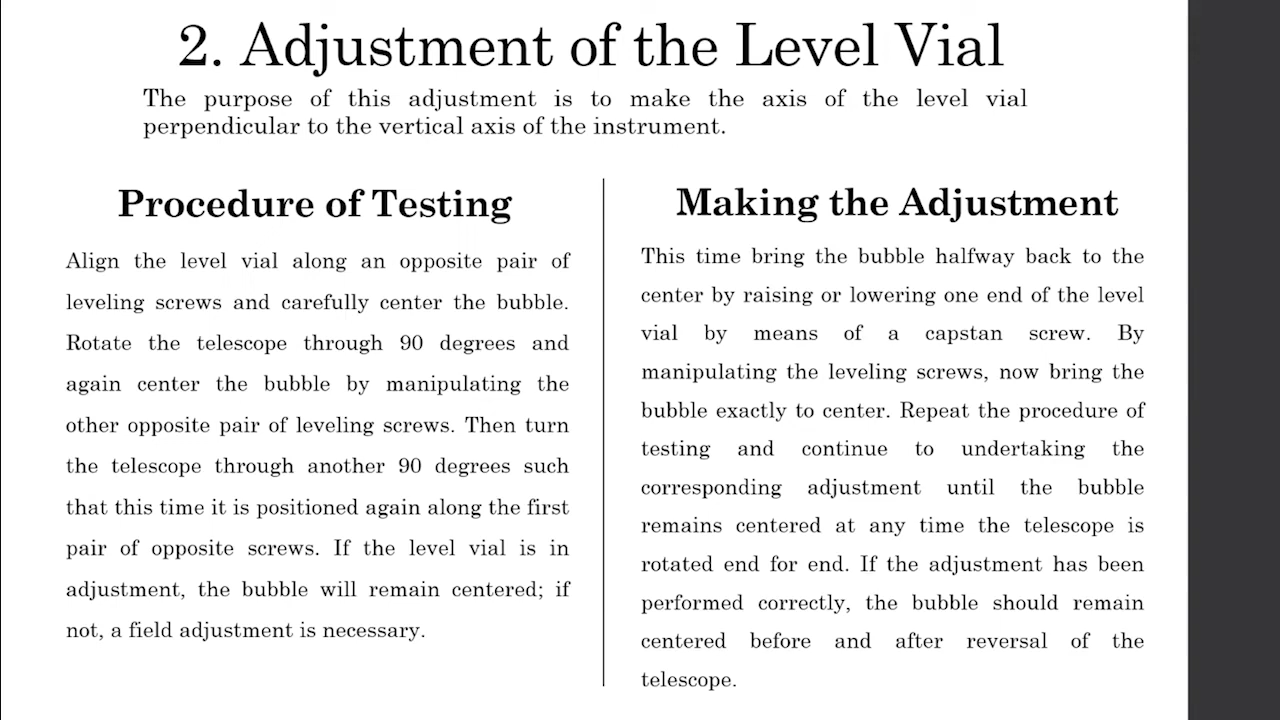 2. Adjustment of the Level Vial
The purpose of this adjustment is to make the axis of the level vial
perpendicular to the vertical axis of the instrument.
Procedure of Testing
Align the level vial along an opposite pair of
leveling screws and carefully center the bubble.
Rotate the telescope through 90 degrees and
again center the bubble by manipulating the
other opposite pair of leveling screws. Then turn
the telescope through another 90 degrees such
that this time it is positioned again along the first
pair of opposite screws. If the level vial is in
adjustment, the bubble will remain centered; if
not, a field adjustment is necessary.
Making the Adjustment
This time bring the bubble halfway back to the
center by raising or lowering one end of the level
vial by means of a capstan screw. By
manipulating the leveling screws, now bring the
bubble exactly to center. Repeat the procedure of
testing and continue to undertaking the
corresponding adjustment until the bubble
remains centered at any time the telescope is
rotated end for end. If the adjustment has been
performed correctly, the bubble should remain
centered before and after reversal of the
telescope.